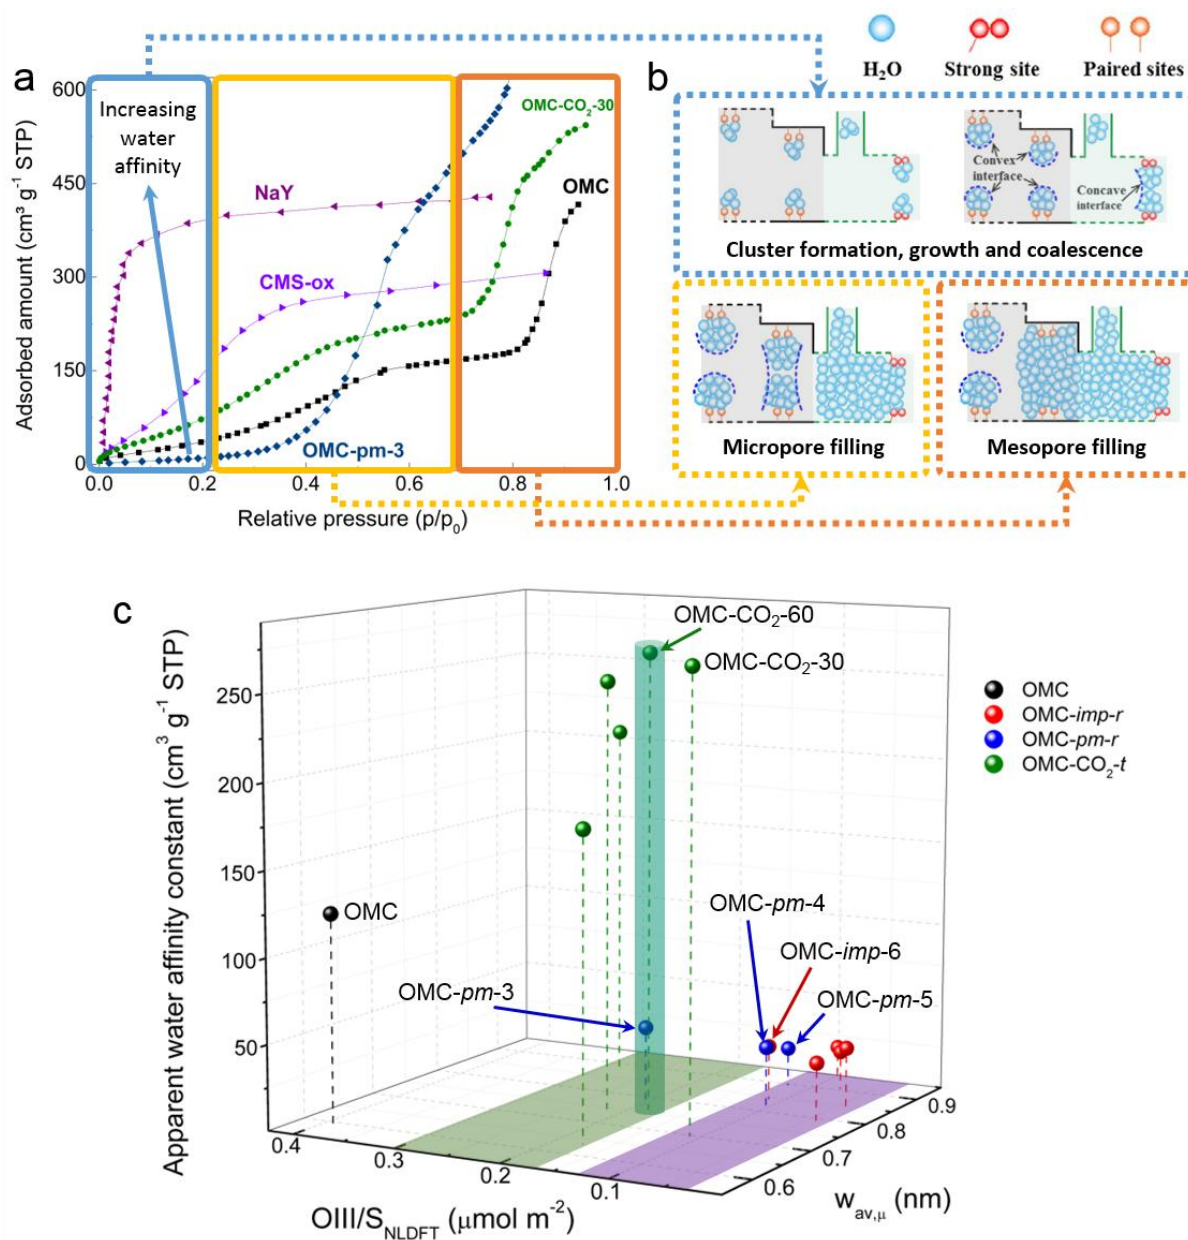 a
600
450
300
150
0
Adsorbed amount (cm³ g⁻¹ STP)
Increasing
water
affinity
NaY
CMS-ox
OMC-CO₂-30
OMC
OMC-pm-3
0.0 0.2 0.4 0.6 0.8 1.0
Relative pressure (p/p₀)
b
H₂O Strong site Paired sites
Convex
interface
Concave
interface
Cluster formation, growth and coalescence
Micropore filling
Mesopore filling
c
Apparent water affinity constant (cm³ g⁻¹ STP)
250
200
150
100
50
OMC-CO₂-60
OMC-CO₂-30
OMC
OMC-pm-3
OMC-pm-4
OMC-imp-6
OMC-pm-5
OMC
OMC-imp-r
OMC-pm-r
OMC-CO₂-t
0.4 0.3 0.2 0.1
OIII/S_NLDFT (μmol m⁻²)
0.6 0.7 0.8 0.9
w_av,μ (nm)